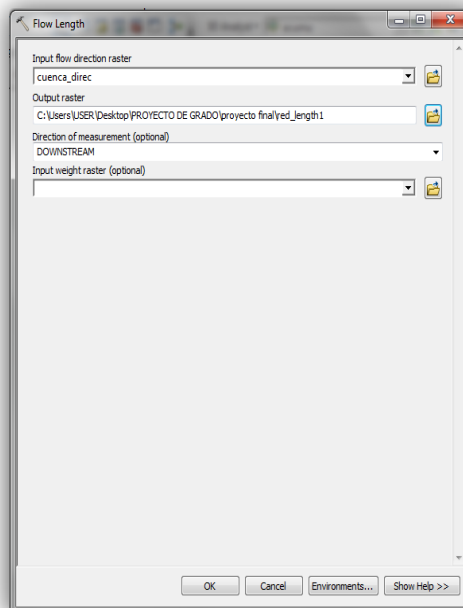 Flow Length
Input flow direction raster
cuenca_direc
Output raster
C:\Users\USER\Desktop\PROYECTO DE GRADO\proyecto final\red_length1
Direction of measurement (optional)
DOWNSTREAM
Input weight raster (optional)
OK Cancel Environments... Show Help >>